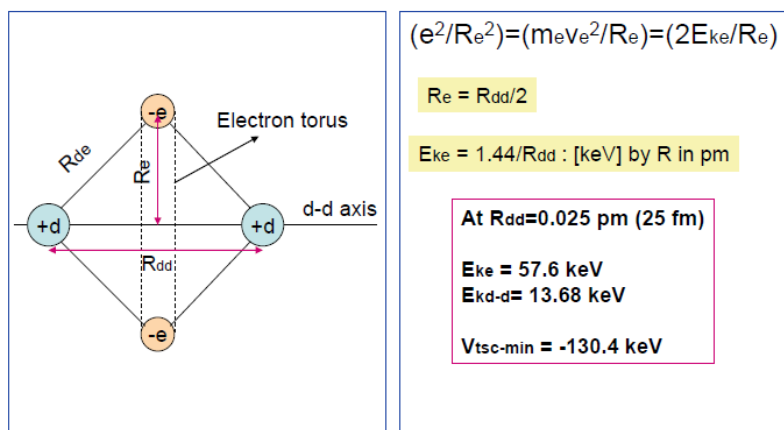 -e
Electron torus
Rde
Re
+d
+d
d-d axis
Rdd
-e
(e²/Re²)=(meve²/Re)=(2Eke/Re)
Re = Rdd/2
Eke = 1.44/Rdd : [keV] by R in pm
At Rdd=0.025 pm (25 fm)
Eke = 57.6 keV
Ekd-d= 13.68 keV
Vtsc-min = -130.4 keV